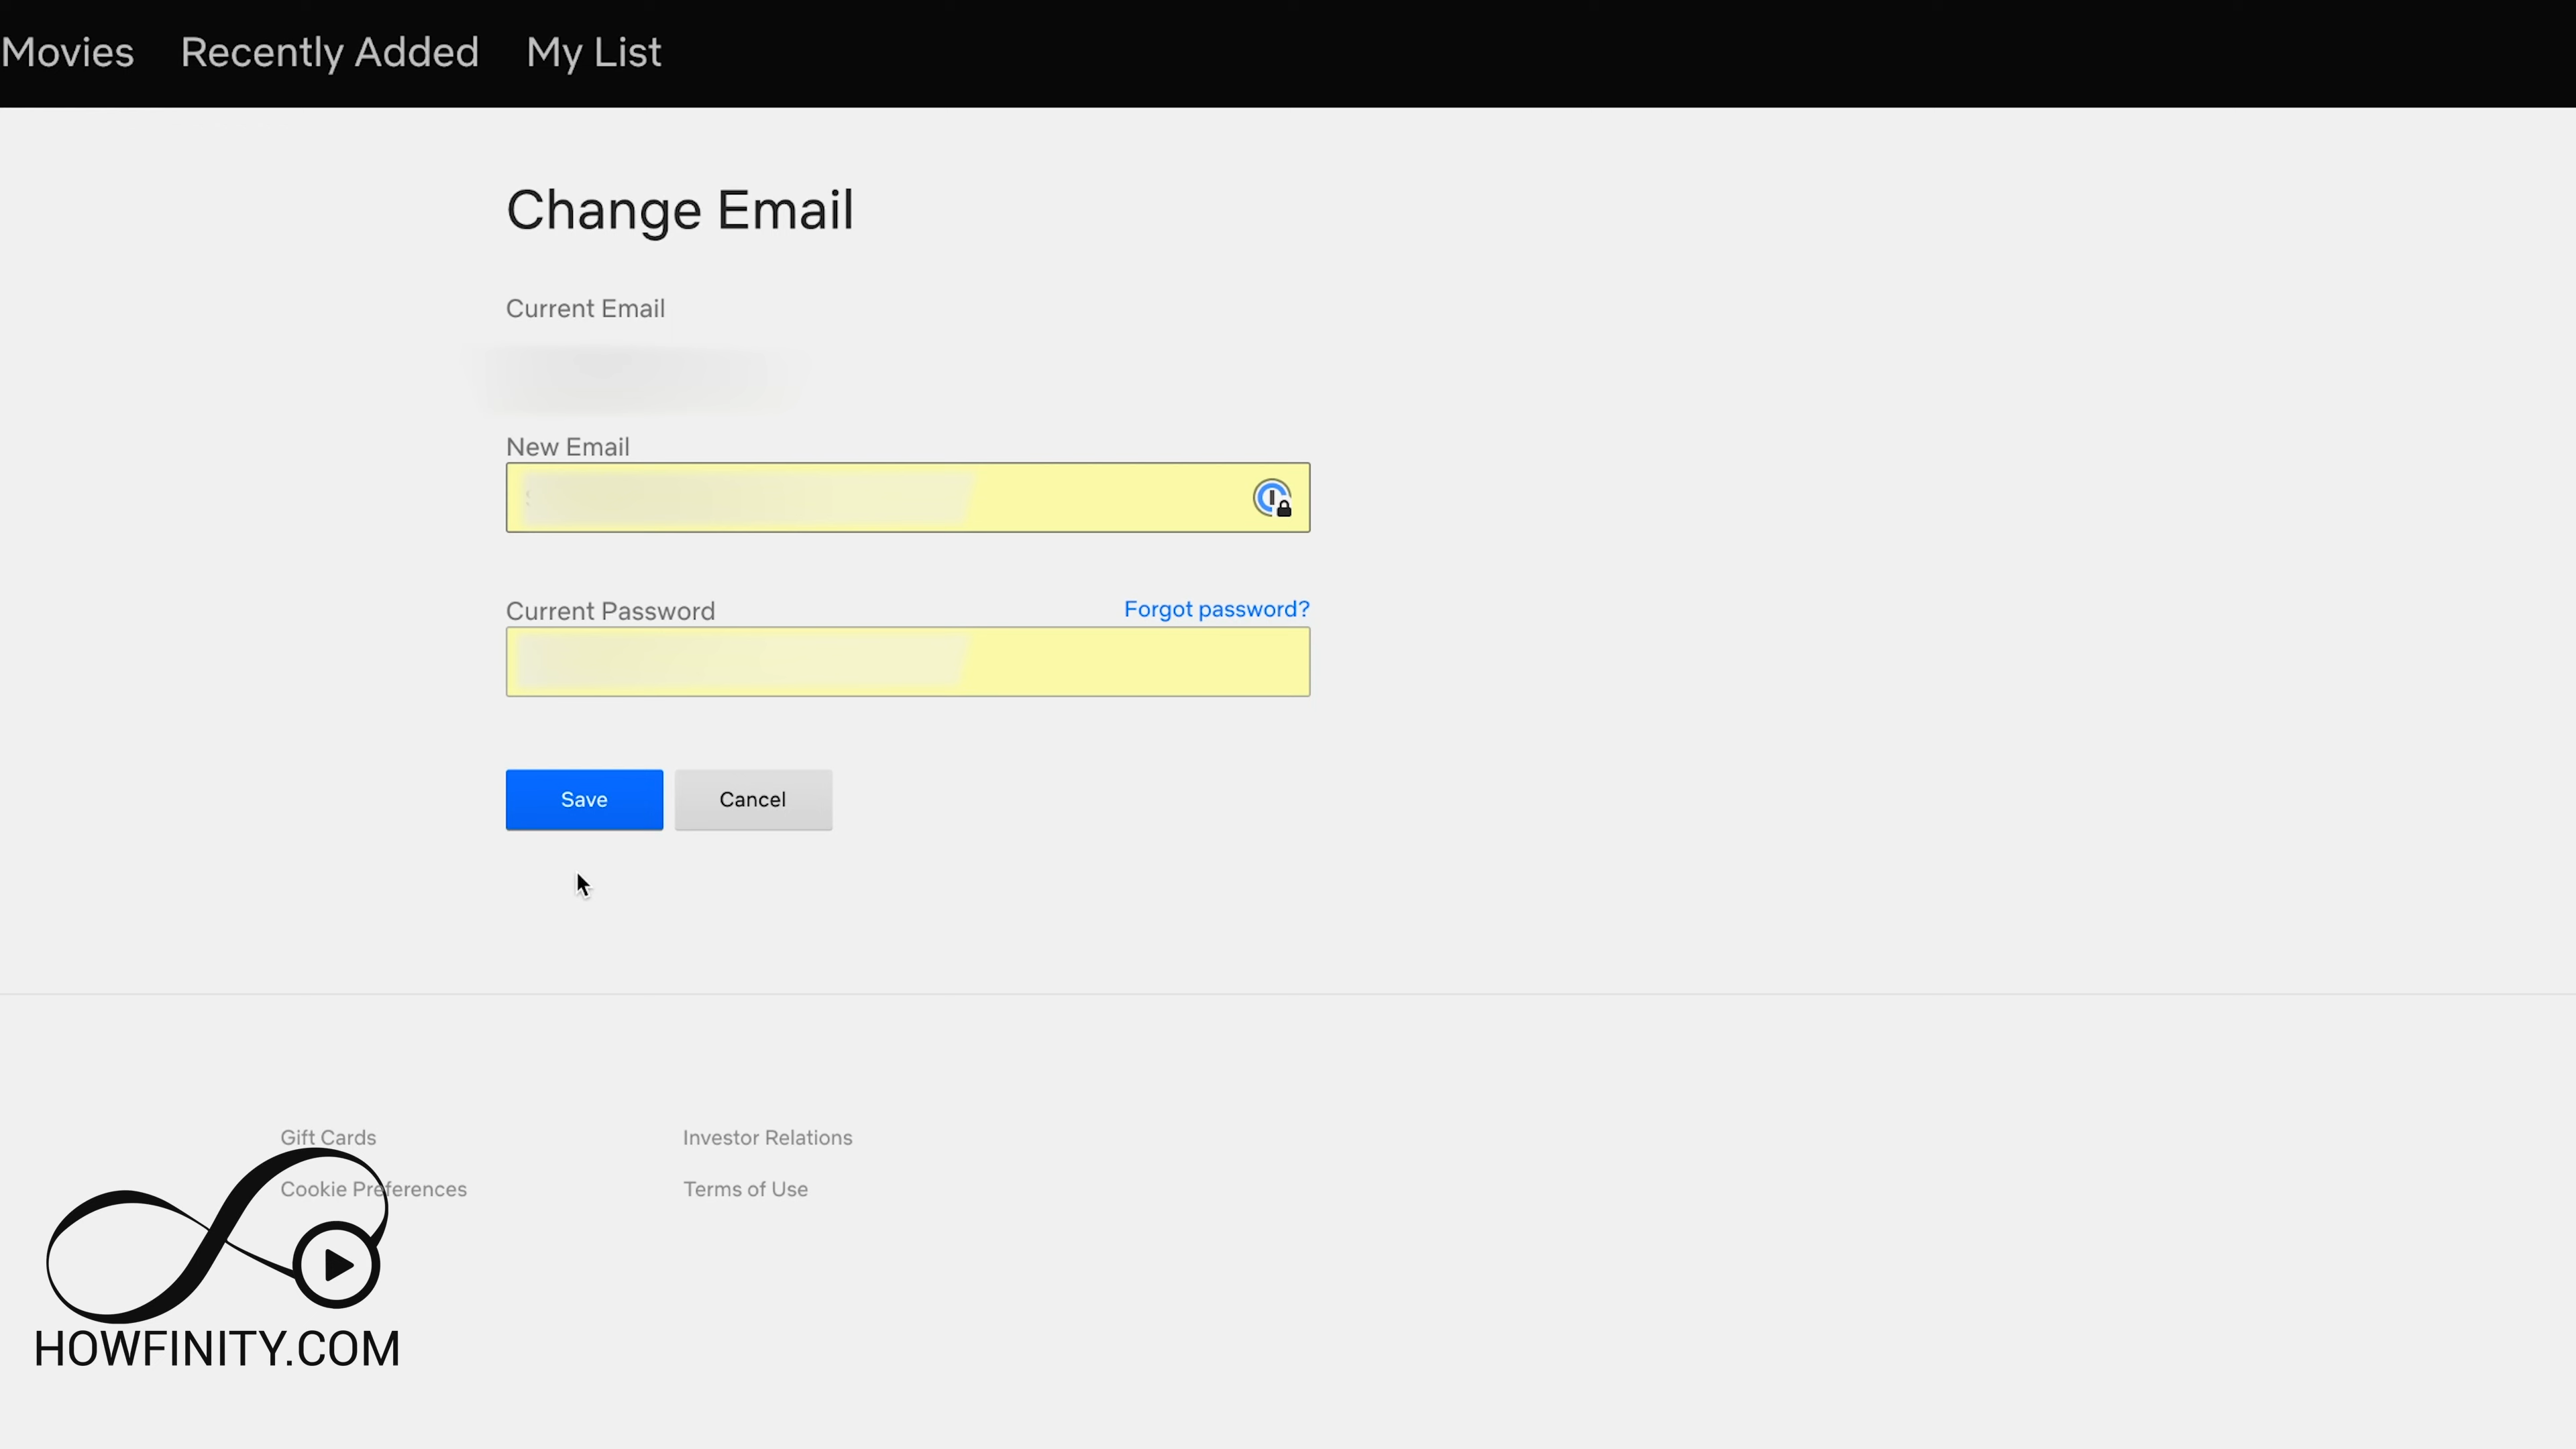 Movies Recently Added My List
Change Email
Current Email
New Email
Current Password Forgot password?
Save Cancel
Gift Cards Investor Relations
Cookie Preferences Terms of Use
HOWFINITY.COM